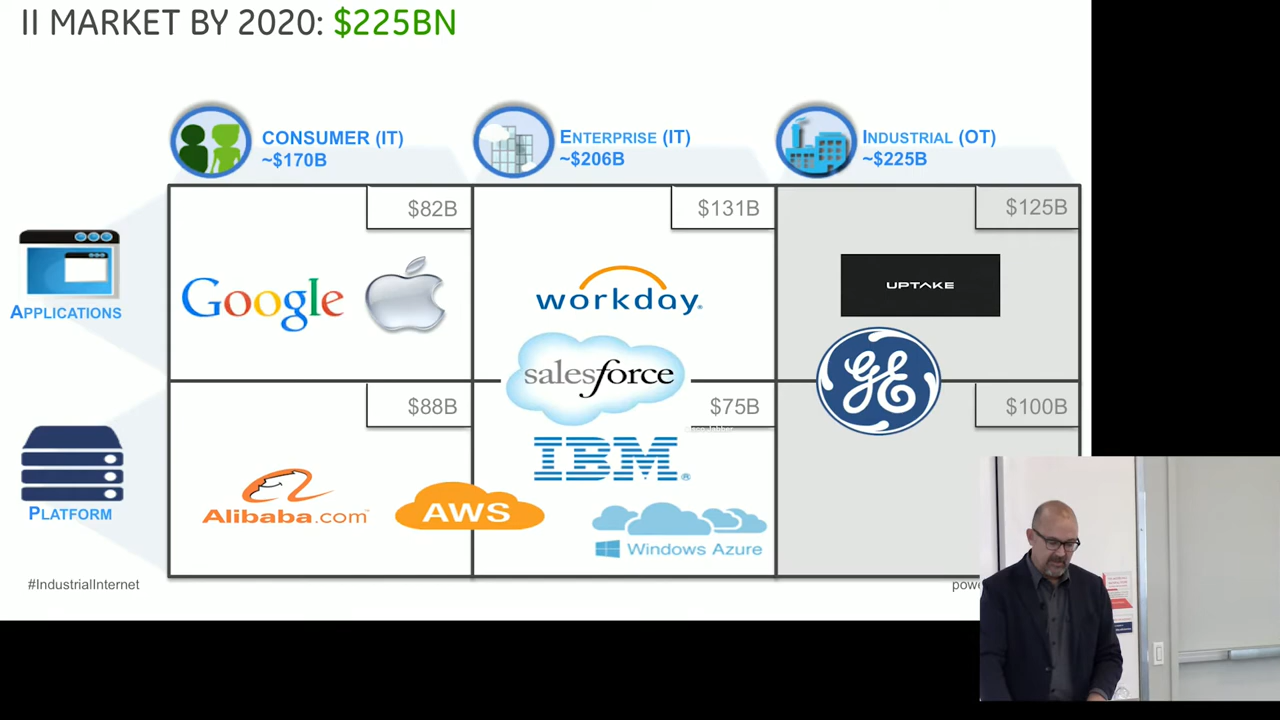 II MARKET BY 2020: $225BN
CONSUMER (IT)
~$170B
ENTERPRISE (IT)
~$206B
INDUSTRIAL (OT)
~$225B
$82B
$131B
$125B
Google
workday
UPTAKE
APPLICATIONS
salesforce
GE
$88B
$75B
$100B
IBM
Alibaba.com
AWS
PLATFORM
Windows Azure
#IndustrialInternet